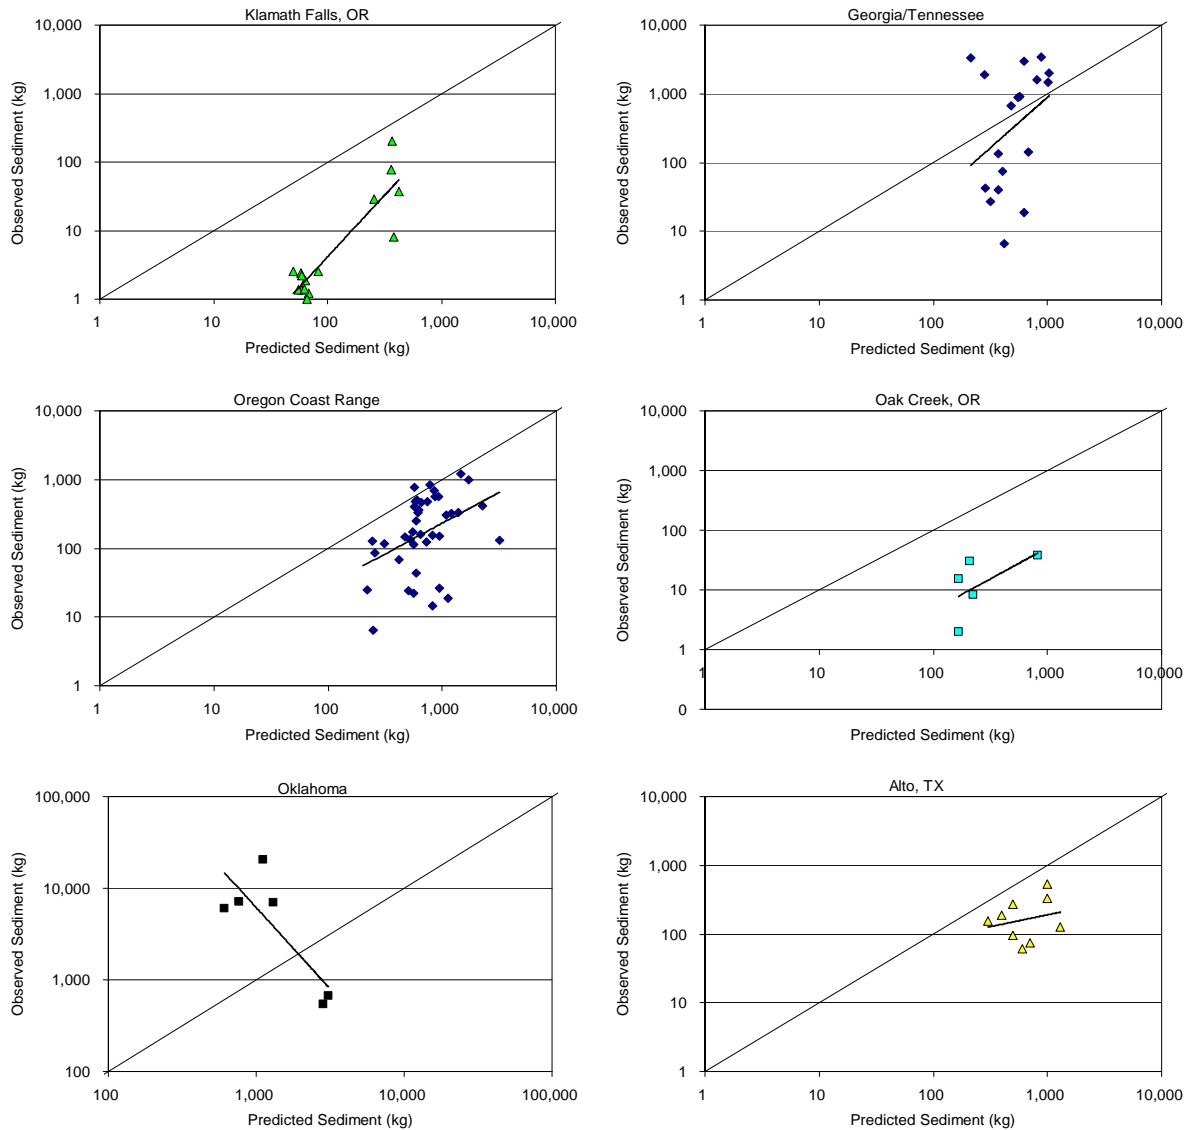 Klamath Falls, OR
10,000
1,000
100
10
1
Observed Sediment (kg)
1 10 100 1,000 10,000
Predicted Sediment (kg)
Georgia/Tennessee
10,000
1,000
100
10
1
Observed Sediment (kg)
1 10 100 1,000 10,000
Predicted Sediment (kg)
Oregon Coast Range
10,000
1,000
100
10
1
Observed Sediment (kg)
1 10 100 1,000 10,000
Predicted Sediment (kg)
Oak Creek, OR
10,000
1,000
100
10
1
0
Observed Sediment (kg)
1 10 100 1,000 10,000
Predicted Sediment (kg)
Oklahoma
100,000
10,000
1,000
100
Observed Sediment (kg)
100 1,000 10,000 100,000
Predicted Sediment (kg)
Alto, TX
10,000
1,000
100
10
1
Observed Sediment (kg)
1 10 100 1,000 10,000
Predicted Sediment (kg)